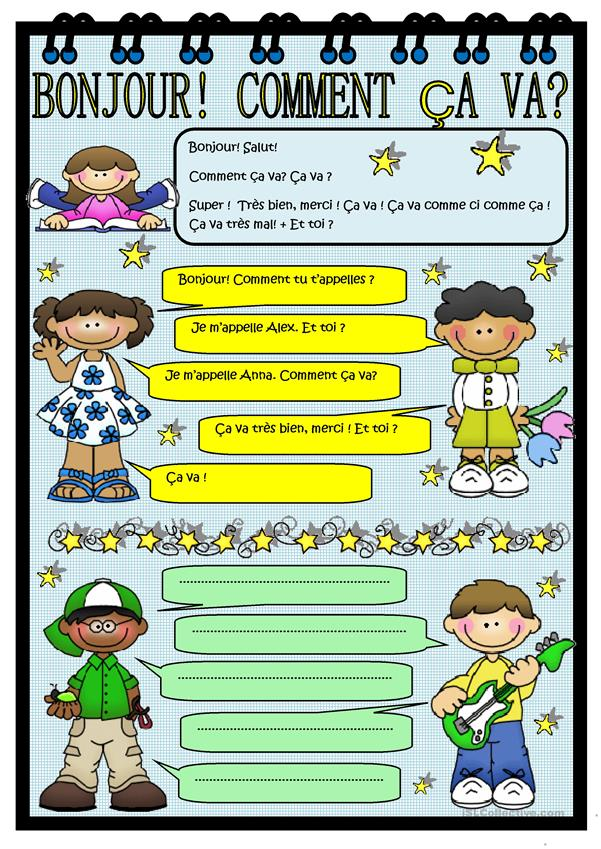 BONJOUR! COMMENT ÇA VA?
Bonjour! Salut!
Comment ça va? Ça va ?
Super ! Très bien, merci ! Ça va ! Ça va comme ci comme ça !
Ça va très mal! + Et toi ?
Bonjour! Comment tu t'appelles ?
Je m'appelle Alex. Et toi ?
Je m'appelle Anna. Comment ça va?
Ça va très bien, merci ! Et toi ?
Ça va !
iSLCollective.com